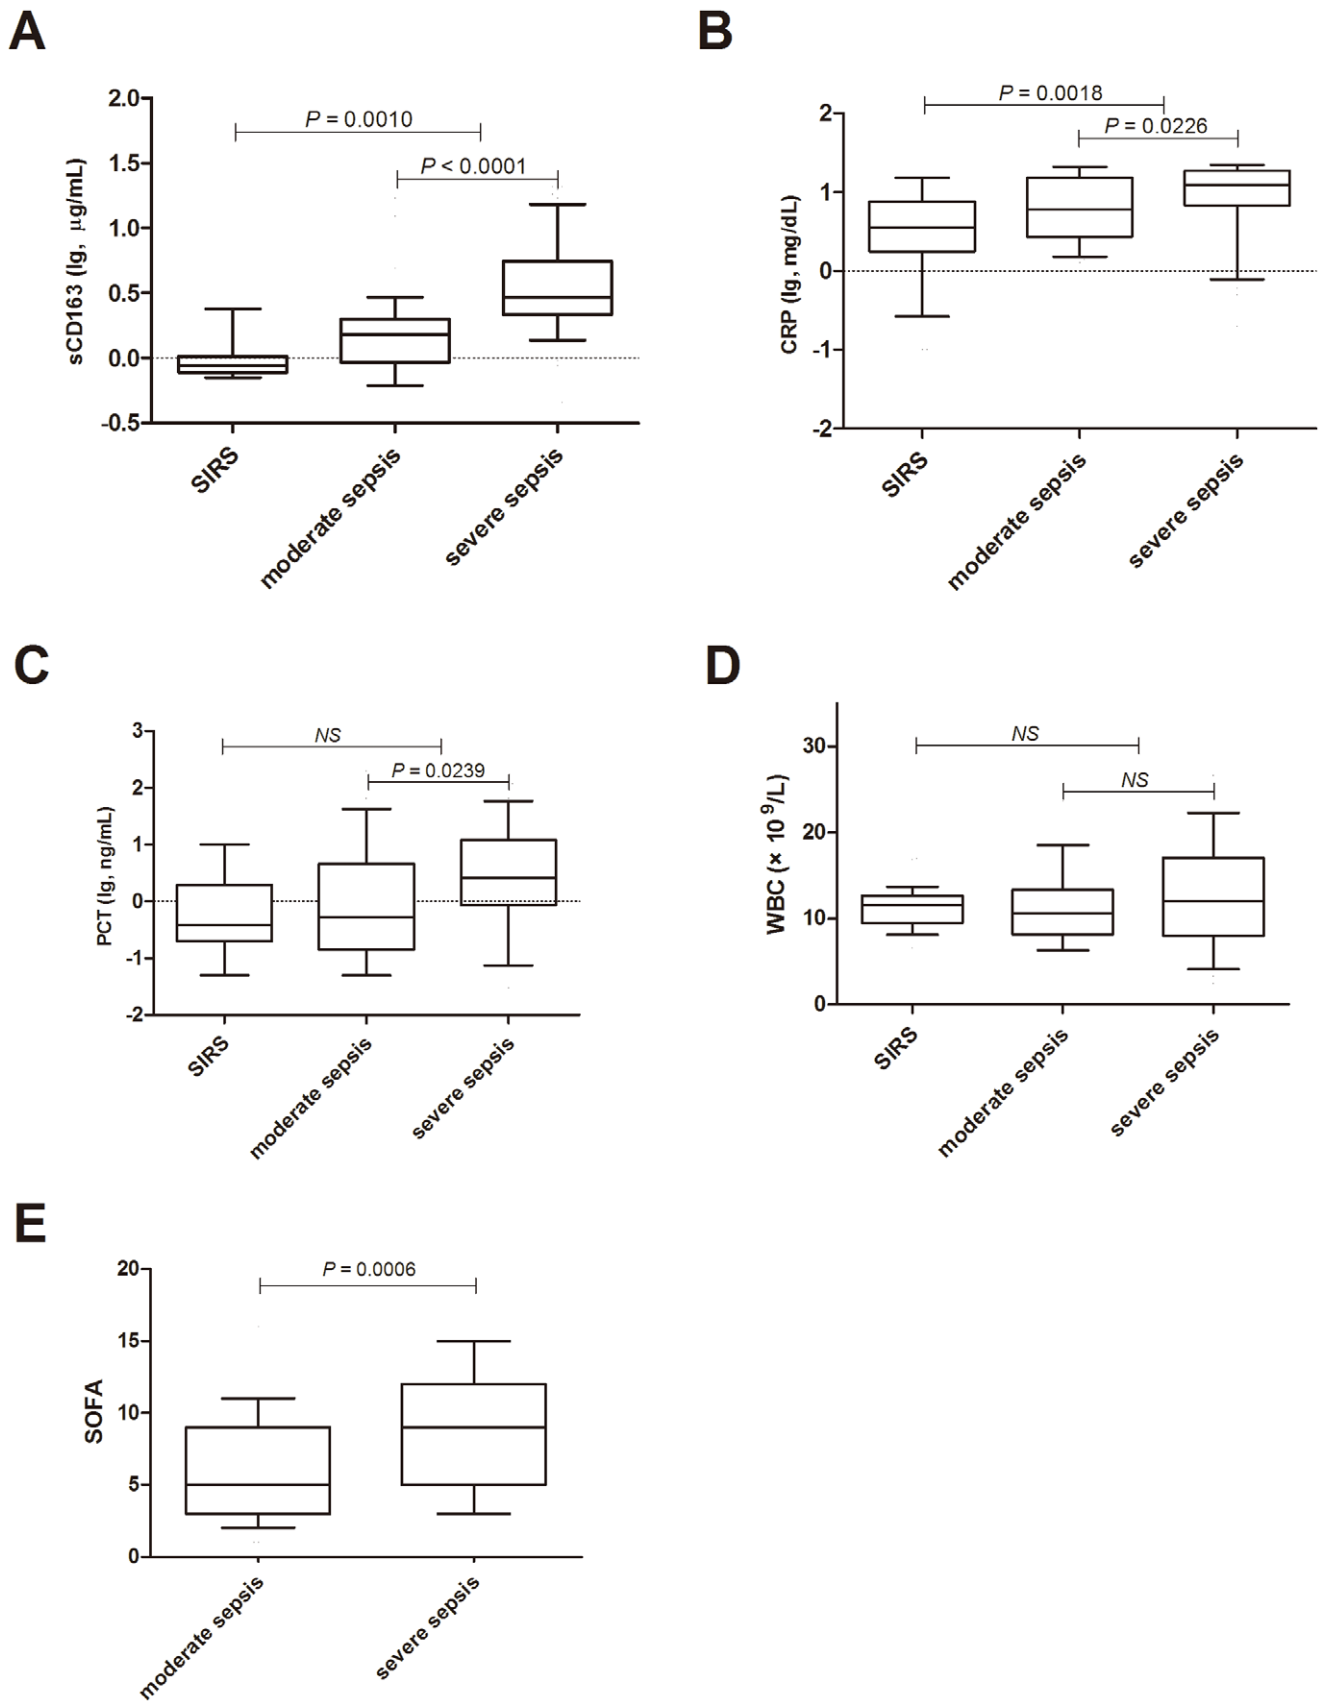 A
P = 0.0010
P < 0.0001
sCD163 (lg, µg/mL)
2.0
1.5
1.0
0.5
0.0
-0.5
SIRS
moderate sepsis
severe sepsis
B
P = 0.0018
P = 0.0226
CRP (lg, mg/dL)
2
1
0
-1
-2
SIRS
moderate sepsis
severe sepsis
C
NS
P = 0.0239
PCT (lg, ng/mL)
3
2
1
0
-1
-2
SIRS
moderate sepsis
severe sepsis
D
NS
NS
WBC (× 10 9/L)
30
20
10
0
SIRS
moderate sepsis
severe sepsis
E
P = 0.0006
SOFA
20
15
10
5
0
moderate sepsis
severe sepsis